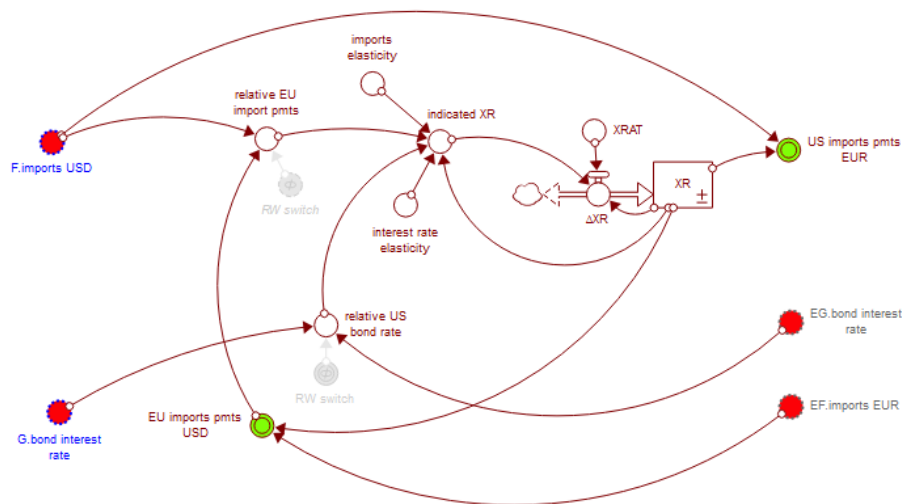 imports
elasticity
relative EU
import pmts
indicated XR
XRAT
US imports pmts
EUR
F.imports USD
RW switch
XR
±
ΔXR
interest rate
elasticity
relative US
bond rate
EG.bond interest
rate
RW switch
EU imports pmts
USD
EF.imports EUR
G.bond interest
rate